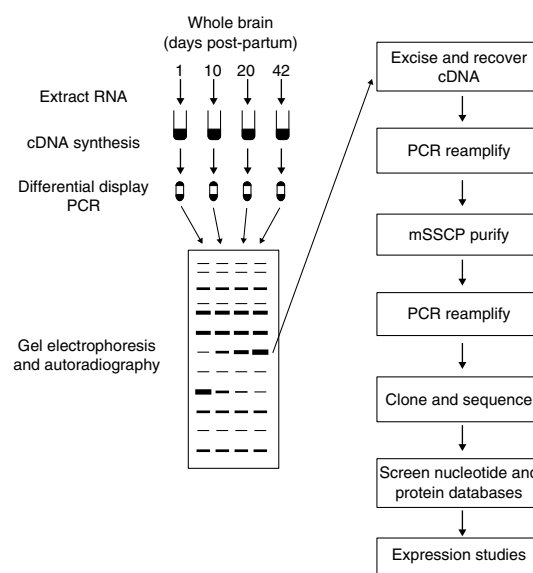 Whole brain
(days post-partum)
1 10 20 42
Extract RNA
cDNA synthesis
Differential display
PCR
Gel electrophoresis
and autoradiography
Excise and recover
cDNA
PCR reamplify
mSSCP purify
PCR reamplify
Clone and sequence
Screen nucleotide and
protein databases
Expression studies